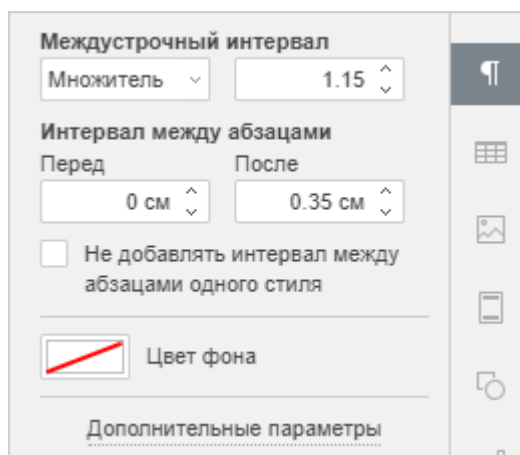 Междустрочный интервал
Множитель 1.15
Интервал между абзацами
Перед После
0 см 0.35 см
Не добавлять интервал между
абзацами одного стиля
Цвет фона
Дополнительные параметры